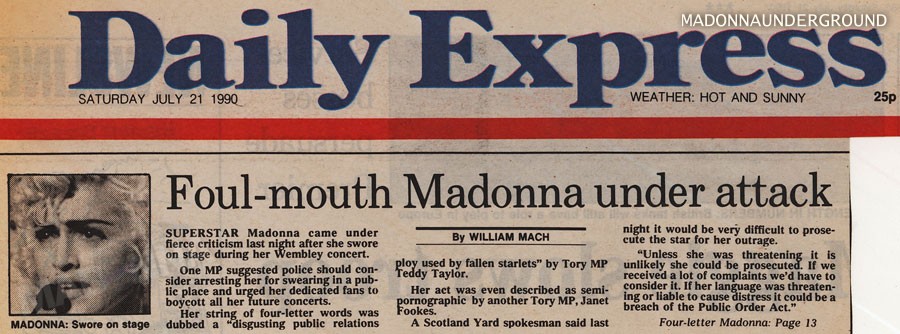 MADONNAUNDERGROUND
Daily Express
SATURDAY JULY 21 1990
WEATHER: HOT AND SUNNY
25p
Foul-mouth Madonna under attack
MADONNA: Swore on stage
SUPERSTAR Madonna came under
fierce criticism last night after she swore
on stage during her Wembley concert.
One MP suggested police should con-
sider arresting her for swearing in a pub-
lic place and urged her dedicated fans to
boycott all her future concerts.
Her string of four-letter words was
dubbed a "disgusting public relations
By WILLIAM MACH
ploy used by fallen starlets" by Tory MP
Teddy Taylor.
Her act was even described as semi-
pornographic by another Tory MP, Janet
Fookes.
A Scotland Yard spokesman said last
night it would be very difficult to prose-
cute the star for her outrage.
"Unless she was threatening it is
unlikely she could be prosecuted. If we
received a lot of complaints we'd have to
consider it. If her language was threaten-
ing or liable to cause distress it could be a
breach of the Public Order Act."
Four-letter Madonna: Page 13